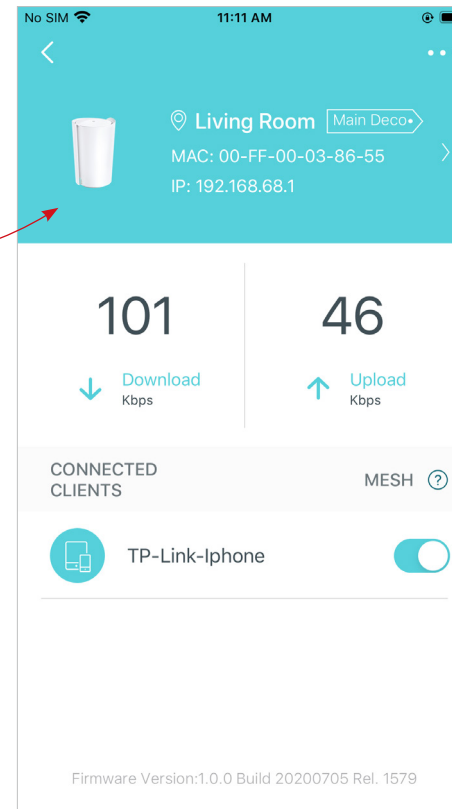 No SIM 11:11 AM
Living Room Main Deco
MAC: 00-FF-00-03-86-55
IP: 192.168.68.1
101 46
Download Upload
Kbps Kbps
CONNECTED
CLIENTS MESH ?
TP-Link-Iphone
Firmware Version:1.0.0 Build 20200705 Rel. 1579